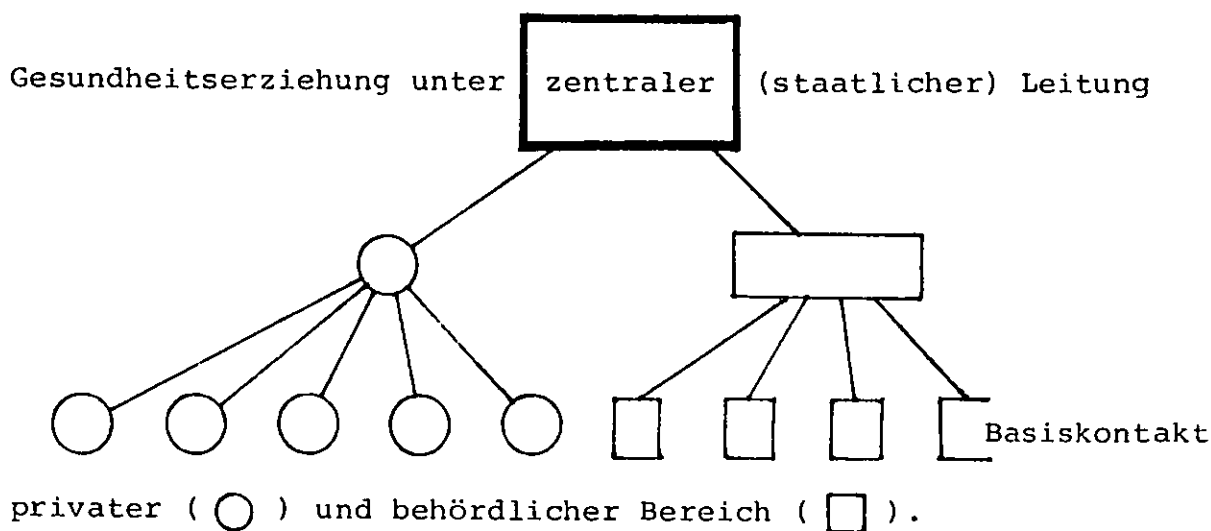 Gesundheitserziehung unter zentraler (staatlicher) Leitung
Basiskontakt
privater ( ) und behördlicher Bereich ( ).